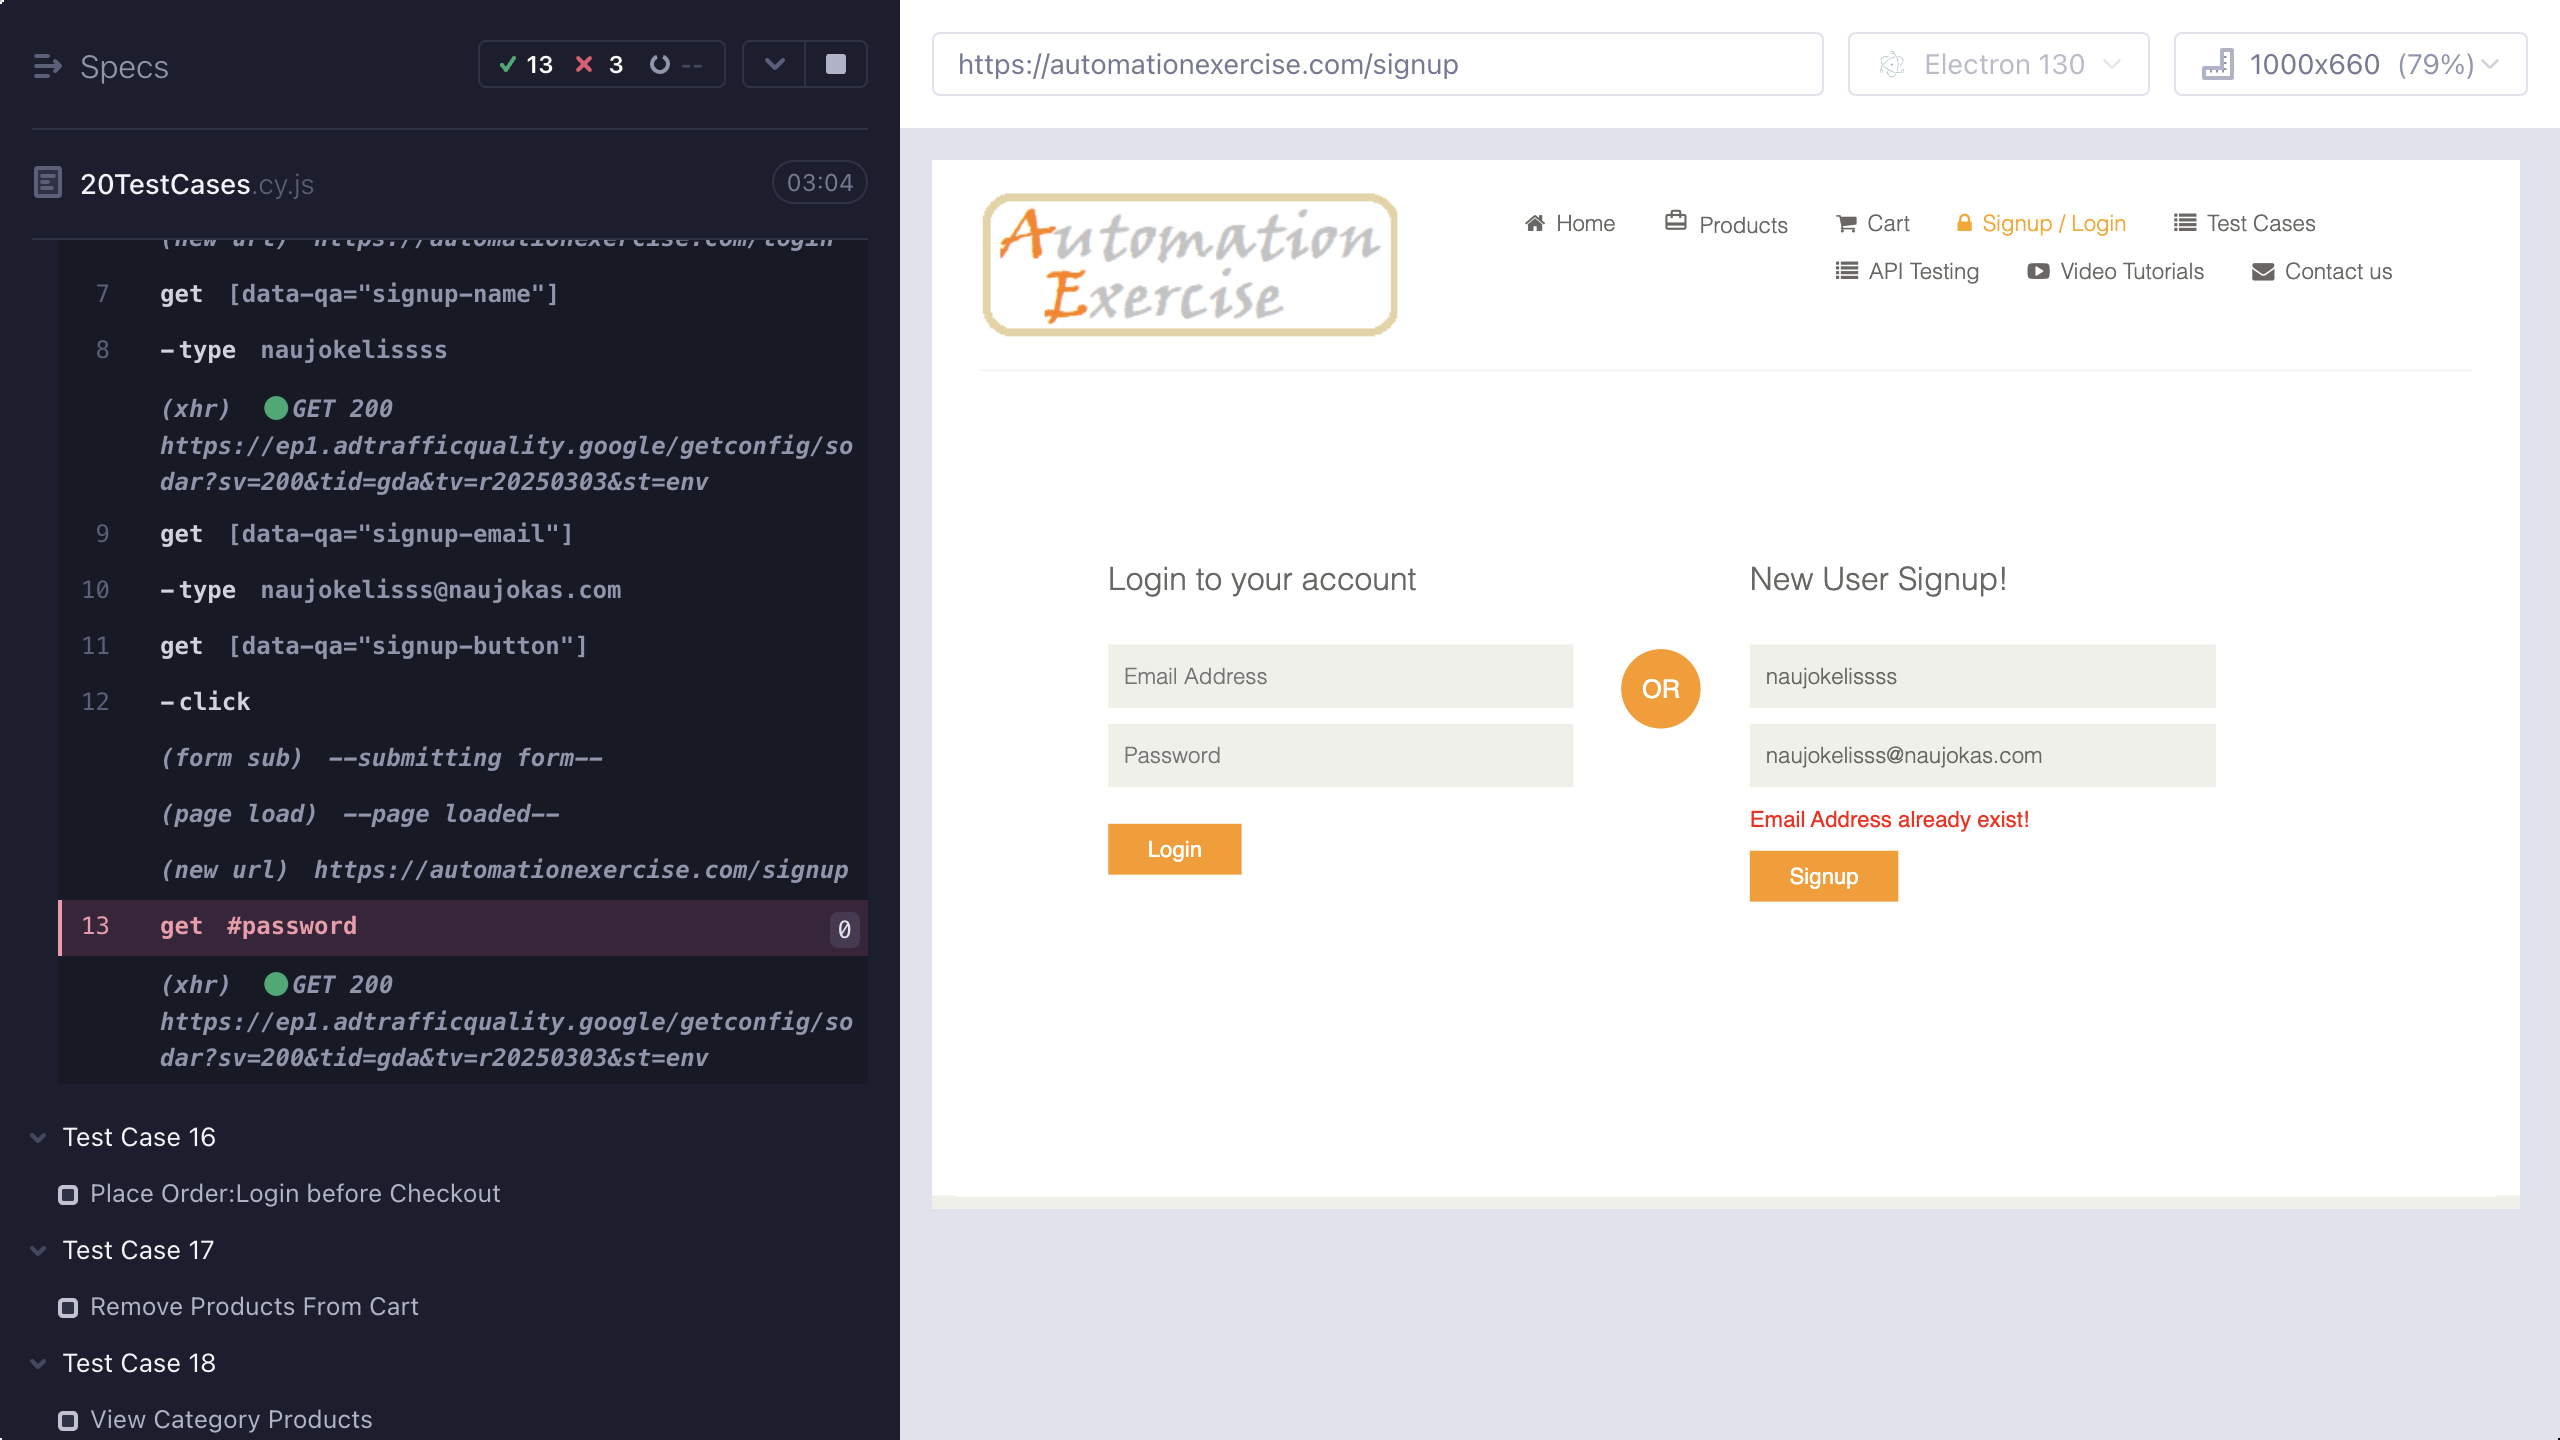 Specs
13 3 --
20TestCases.cy.js
03:04
(new url) https://automationexercise.com/login
7 get [data-qa="signup-name"]
8 -type naujokelissss
(xhr) GET 200
https://ep1.adtrafficquality.google/getconfig/so
dar?sv=200&tid=gda&tv=r20250303&st=env
9 get [data-qa="signup-email"]
10 -type naujokelisss@naujokas.com
11 get [data-qa="signup-button"]
12 -click
(form sub) --submitting form--
(page load) --page loaded--
(new url) https://automationexercise.com/signup
13 get #password 0
(xhr) GET 200
https://ep1.adtrafficquality.google/getconfig/so
dar?sv=200&tid=gda&tv=r20250303&st=env
Test Case 16
Place Order:Login before Checkout
Test Case 17
Remove Products From Cart
Test Case 18
View Category Products
https://automationexercise.com/signup
Electron 130
1000x660 (79%)
Automation
Exercise
Home Products Cart Signup / Login Test Cases
API Testing Video Tutorials Contact us
Login to your account
Email Address
Password
Login
OR
New User Signup!
naujokelissss
naujokelisss@naujokas.com
Email Address already exist!
Signup